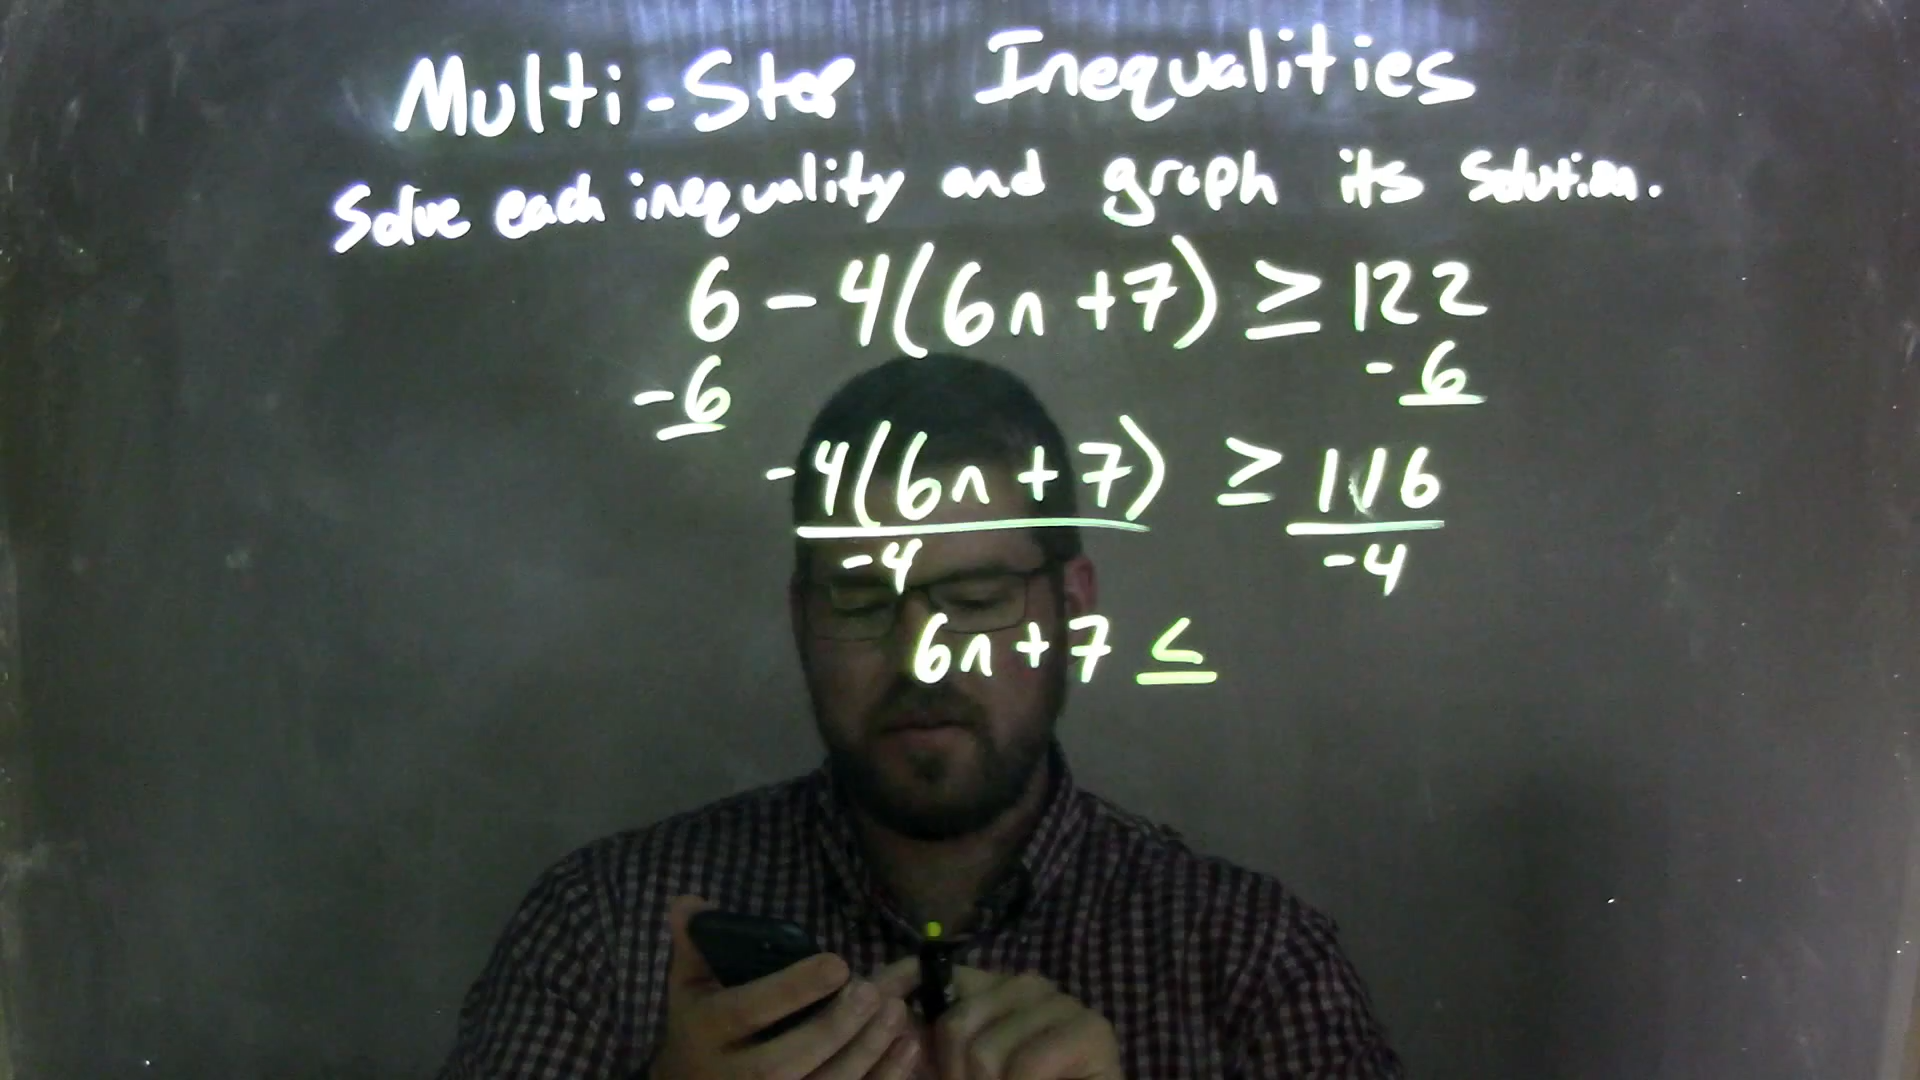 Multi-Step Inequalities
Solve each inequality and graph its solution.
6 - 4(6n+7) ≥ 122
-6 -6
-4(6n+7) ≥ 116
-4 -4
6n+7 ≤